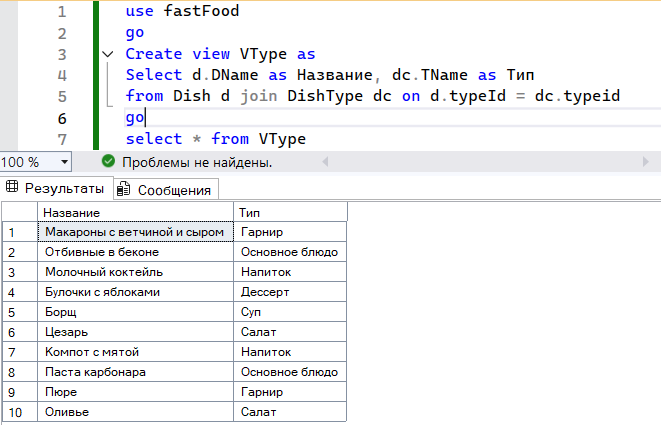 1 use fastFood
2 go
3 Create view VType as
4 Select d.DName as Название, dc.TName as Тип
5 from Dish d join DishType dc on d.typeId = dc.typeid
6 go
7 select * from VType
100 % Проблемы не найдены.
Результаты Сообщения
Название Тип
1 Макароны с ветчиной и сыром Гарнир
2 Отбивные в беконе Основное блюдо
3 Молочный коктейль Напиток
4 Булочки с яблоками Дессерт
5 Борщ Суп
6 Цезарь Салат
7 Компот с мятой Напиток
8 Паста карбонара Основное блюдо
9 Пюре Гарнир
10 Оливье Салат